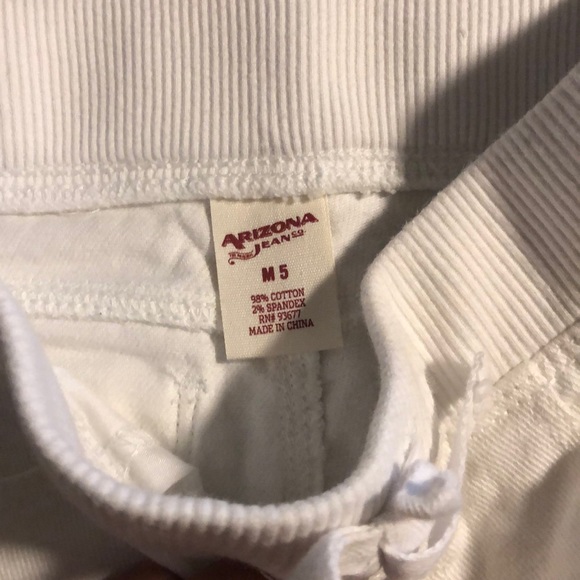 ARIZONA
JEAN CO.
M 5
98% COTTON
2% SPANDEX
RN# 93677
MADE IN CHINA